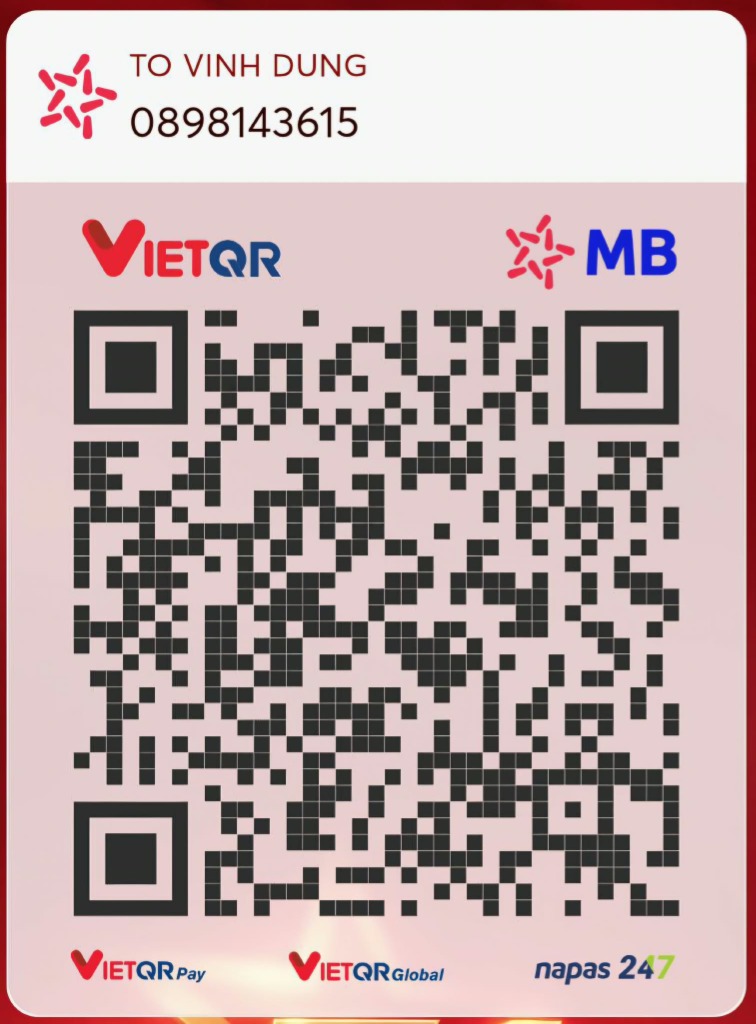 TO VINH DUNG
0898143615
VIETQR
MB
VIETQR Pay
VIETQR Global
napas 247